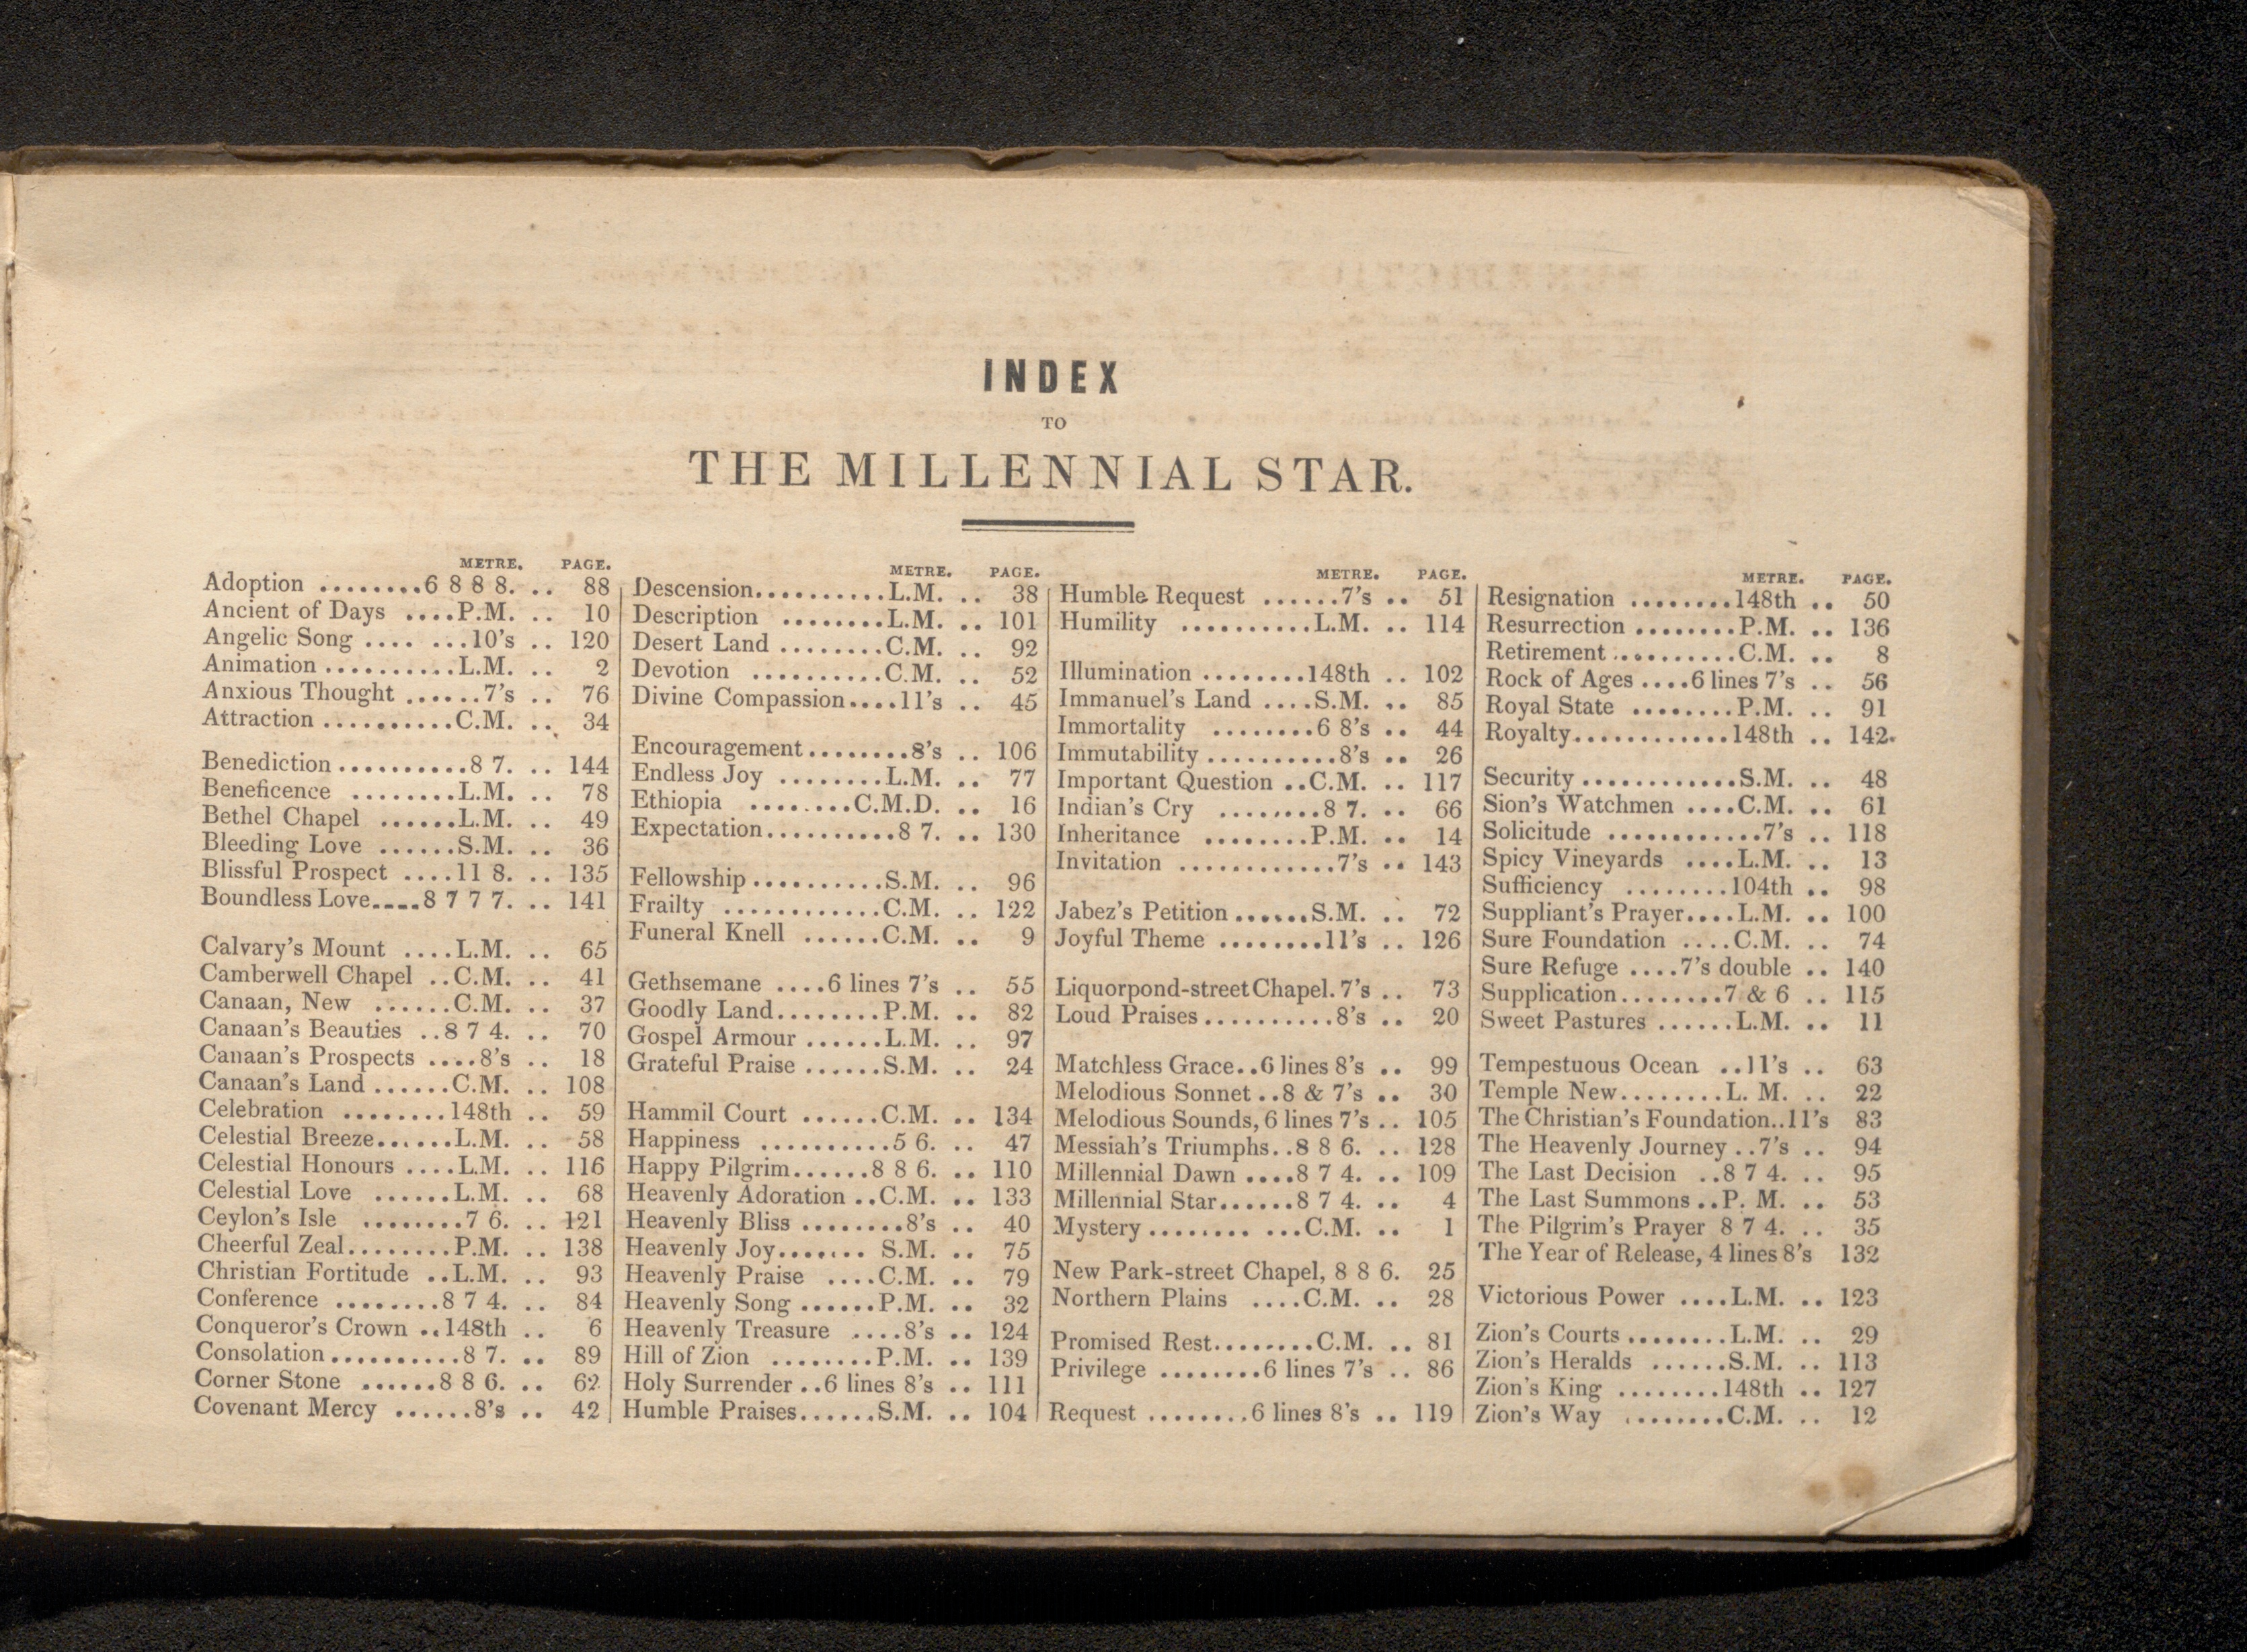 INDEX
TO
THE MILLENNIAL STAR.
METRE. PAGE.
Adoption ........6 8 8 8. .. 88
Ancient of Days ....P.M. .. 10
Angelic Song .... ...10's .. 120
Animation..........L.M. .. 2
Anxious Thought ......7's .. 76
Attraction..........C.M. .. 34
Benediction..........8 7. .. 144
Beneficence ........L.M. .. 78
Bethel Chapel ......L.M. .. 49
Bleeding Love ......S.M. .. 36
Blissful Prospect ....11 8. .. 135
Boundless Love....8 7 7 7. .. 141
Calvary's Mount ....L.M. .. 65
Camberwell Chapel ..C.M. .. 41
Canaan, New ......C.M. .. 37
Canaan's Beauties ..8 7 4. .. 70
Canaan's Prospects ....8's .. 18
Canaan's Land ......C.M. .. 108
Celebration ........148th .. 59
Celestial Breeze......L.M. .. 58
Celestial Honours ....L.M. .. 116
Celestial Love ......L.M. .. 68
Ceylon's Isle ........7 6. .. 121
Cheerful Zeal........P.M. .. 138
Christian Fortitude ..L.M. .. 93
Conference ........8 7 4. .. 84
Conqueror's Crown ..148th .. 6
Consolation..........8 7. .. 89
Corner Stone ......8 8 6. .. 62
Covenant Mercy ......8's .. 42
METRE. PAGE.
Descension..........L.M. .. 38
Description ........L.M. .. 101
Desert Land ........C.M. .. 92
Devotion ..........C.M. .. 52
Divine Compassion....11's .. 45
Encouragement........8's .. 106
Endless Joy ........L.M. .. 77
Ethiopia ........C.M.D. .. 16
Expectation..........8 7. .. 130
Fellowship..........S.M. .. 96
Frailty ............C.M. .. 122
Funeral Knell ......C.M. .. 9
Gethsemane ....6 lines 7's .. 55
Goodly Land........P.M. .. 82
Gospel Armour ......L.M. .. 97
Grateful Praise ......S.M. .. 24
Hammil Court ......C.M. .. 134
Happiness ..........5 6. .. 47
Happy Pilgrim......8 8 6. .. 110
Heavenly Adoration ..C.M. .. 133
Heavenly Bliss ........8's .. 40
Heavenly Joy....... S.M. .. 75
Heavenly Praise ....C.M. .. 79
Heavenly Song ......P.M. .. 32
Heavenly Treasure ....8's .. 124
Hill of Zion ........P.M. .. 139
Holy Surrender ..6 lines 8's .. 111
Humble Praises......S.M. .. 104
METRE. PAGE.
Humble Request ......7's .. 51
Humility ..........L.M. .. 114
Illumination ........148th .. 102
Immanuel's Land ....S.M. .. 85
Immortality ........6 8's .. 44
Immutability..........8's .. 26
Important Question ..C.M. .. 117
Indian's Cry ........8 7. .. 66
Inheritance ........P.M. .. 14
Invitation ............7's .. 143
Jabez's Petition......S.M. .. 72
Joyful Theme ........11's .. 126
Liquorpond-street Chapel. 7's .. 73
Loud Praises..........8's .. 20
Matchless Grace..6 lines 8's .. 99
Melodious Sonnet ..8 & 7's .. 30
Melodious Sounds, 6 lines 7's .. 105
Messiah's Triumphs..8 8 6. .. 128
Millennial Dawn ....8 7 4. .. 109
Millennial Star......8 7 4. .. 4
Mystery........ ...C.M. .. 1
New Park-street Chapel, 8 8 6. 25
Northern Plains ....C.M. .. 28
Promised Rest........C.M. .. 81
Privilege ........6 lines 7's .. 86
Request ........6 lines 8's .. 119
METRE. PAGE.
Resignation ........148th .. 50
Resurrection ........P.M. .. 136
Retirement..........C.M. .. 8
Rock of Ages ....6 lines 7's .. 56
Royal State ........P.M. .. 91
Royalty............148th .. 142.
Security............S.M. .. 48
Sion's Watchmen ....C.M. .. 61
Solicitude ............7's .. 118
Spicy Vineyards ....L.M. .. 13
Sufficiency ........104th .. 98
Suppliant's Prayer....L.M. .. 100
Sure Foundation ....C.M. .. 74
Sure Refuge ....7's double .. 140
Supplication........7 & 6 .. 115
Sweet Pastures ......L.M. .. 11
Tempestuous Ocean ..11's .. 63
Temple New........L. M. .. 22
The Christian's Foundation..11's 83
The Heavenly Journey ..7's .. 94
The Last Decision ..8 7 4. .. 95
The Last Summons ..P. M. .. 53
The Pilgrim's Prayer 8 7 4. .. 35
The Year of Release, 4 lines 8's 132
Victorious Power ....L.M. .. 123
Zion's Courts........L.M. .. 29
Zion's Heralds ......S.M. .. 113
Zion's King ........148th .. 127
Zion's Way ........C.M. .. 12